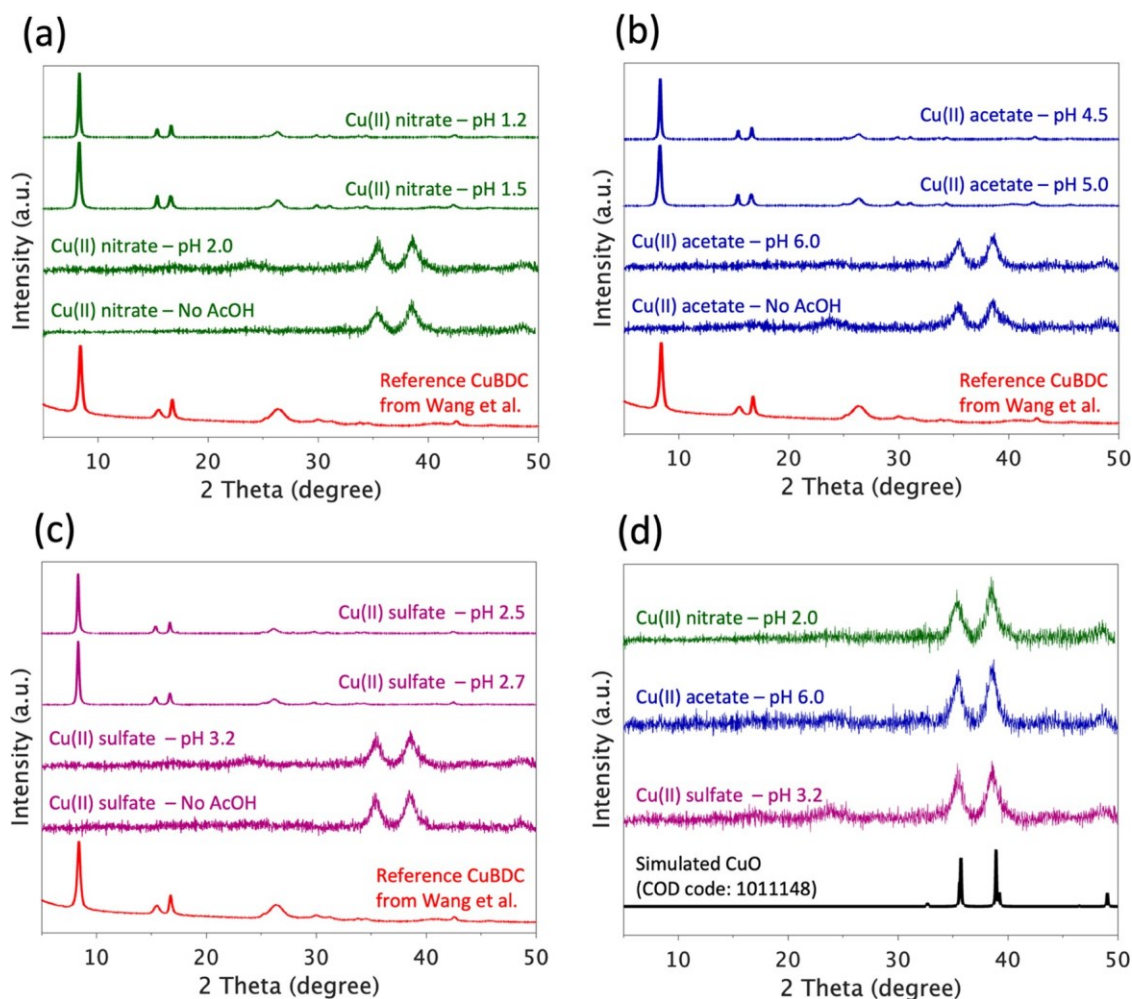 (a)
Cu(II) nitrate – pH 1.2
Cu(II) nitrate – pH 1.5
Cu(II) nitrate – pH 2.0
Cu(II) nitrate – No AcOH
Reference CuBDC
from Wang et al.
Intensity (a.u.)
10 20 30 40 50
2 Theta (degree)
(b)
Cu(II) acetate – pH 4.5
Cu(II) acetate – pH 5.0
Cu(II) acetate – pH 6.0
Cu(II) acetate – No AcOH
Reference CuBDC
from Wang et al.
Intensity (a.u.)
10 20 30 40 50
2 Theta (degree)
(c)
Cu(II) sulfate – pH 2.5
Cu(II) sulfate – pH 2.7
Cu(II) sulfate – pH 3.2
Cu(II) sulfate – No AcOH
Reference CuBDC
from Wang et al.
Intensity (a.u.)
10 20 30 40 50
2 Theta (degree)
(d)
Cu(II) nitrate – pH 2.0
Cu(II) acetate – pH 6.0
Cu(II) sulfate – pH 3.2
Simulated CuO
(COD code: 1011148)
Intensity (a.u.)
10 20 30 40 50
2 Theta (degree)